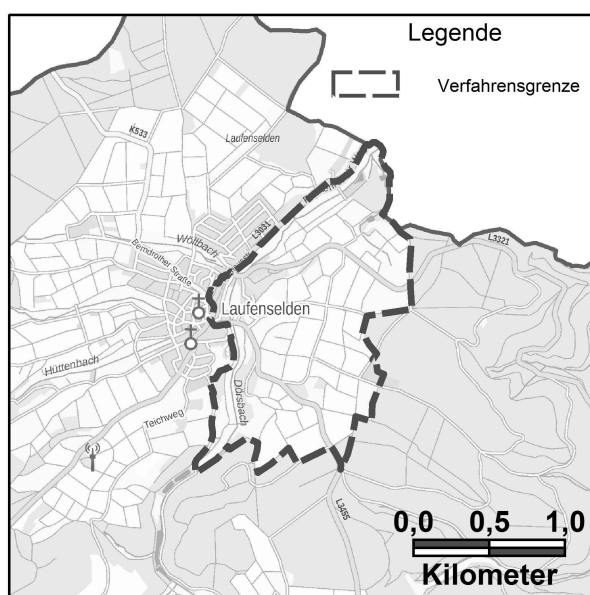 Legende
Verfahrensgrenze
K533
Laufenselden
L3031
L3321
Wöllbach
Berndrother Straße
Laufenselden
Hüttenbach
Dörsbach
Teichweg
L3455
0,0 0,5 1,0
Kilometer